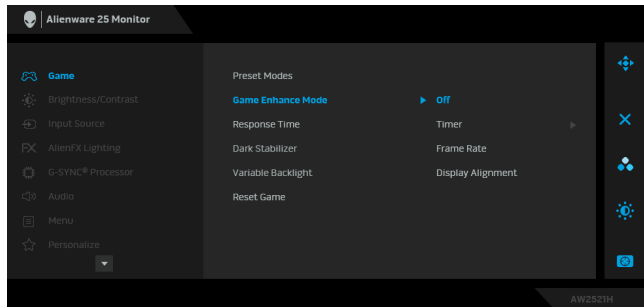 Alienware 25 Monitor
Game
Brightness/Contrast
Input Source
AlienFX Lighting
G-SYNC® Processor
Audio
Menu
Personalize
Preset Modes
Game Enhance Mode
Response Time
Dark Stabilizer
Variable Backlight
Reset Game
Off
Timer
Frame Rate
Display Alignment
AW2521H